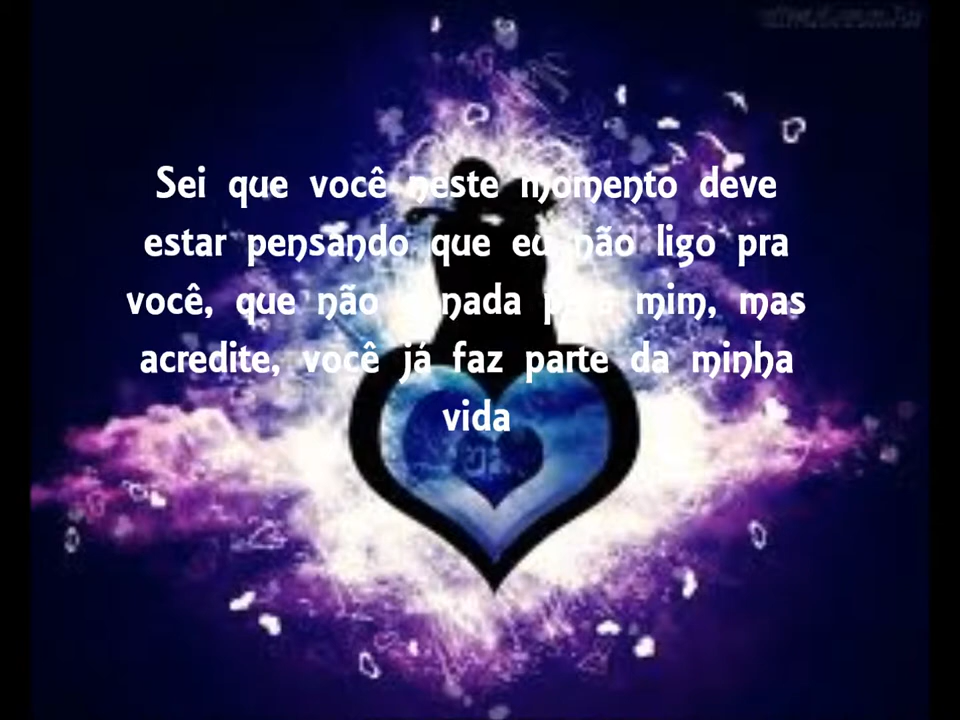 Sei que você neste momento deve
estar pensando que eu não ligo pra
você, que não nada mim, mas
acredite, você já faz parte da minha
vida